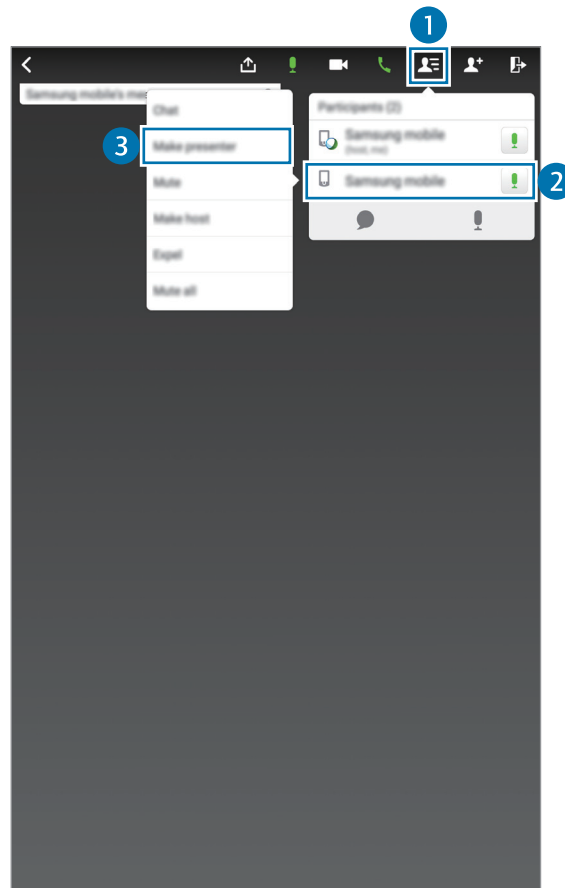 1
Samsung mobile's me
Chat
Participants (2)
Samsung mobile
(host, me)
3
Make presenter
Mute
Samsung mobile
2
Make host
Expel
Mute all